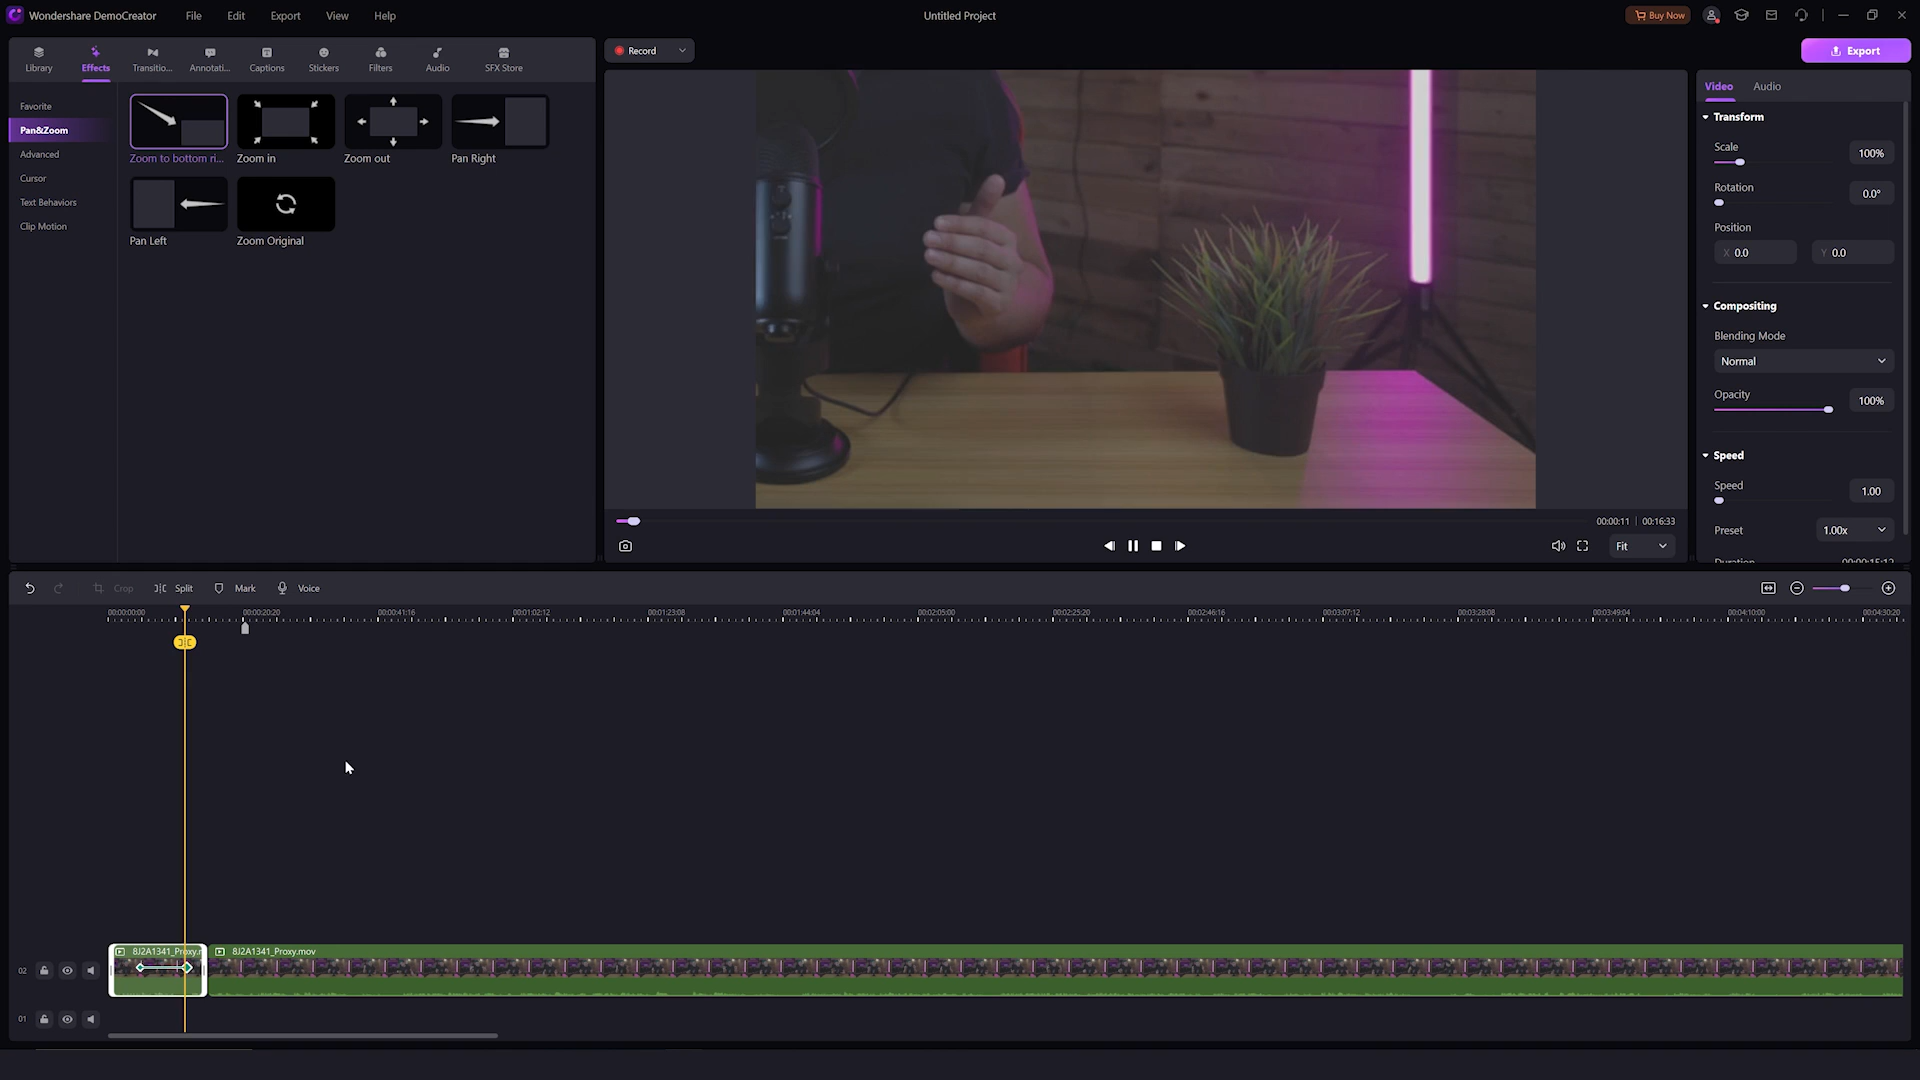 Wondershare DemoCreator File Edit Export View Help Untitled Project Buy Now
Record Export
Library Effects Transitio... Annotati... Captions Stickers Filters Audio SFX Store
Video Audio
Favorite
Pan&Zoom
Advanced
Cursor
Text Behaviors
Clip Motion
Zoom to bottom ri... Zoom in Zoom out Pan Right
Pan Left Zoom Original
Transform
Scale 100%
Rotation 0.0°
Position
X 0.0 Y 0.0
Compositing
Blending Mode
Normal
Opacity 100%
Speed
Speed 1.00
Preset 1.00x
00:00:11 | 00:16:33
Fit
Crop Split Mark Voice
00:00:00:00 00:00:20:20 00:00:41:16 00:01:02:12 00:01:23:08 00:01:44:04 00:02:05:00 00:02:25:20 00:02:46:16 00:03:07:12 00:03:28:08 00:03:49:04 00:04:10:00 00:04:30:20
8J2A1341_Proxy.m 8J2A1341_Proxy.mov
02
01